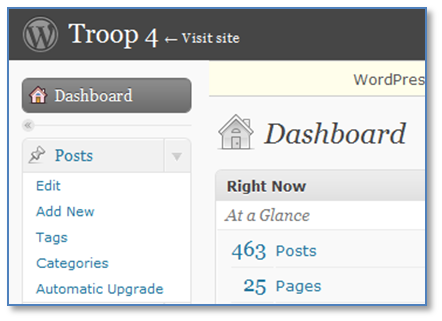 Troop 4 ← Visit site
WordPres
Dashboard
Dashboard
Posts
Edit
Add New
Tags
Categories
Automatic Upgrade
Right Now
At a Glance
463 Posts
25 Pages